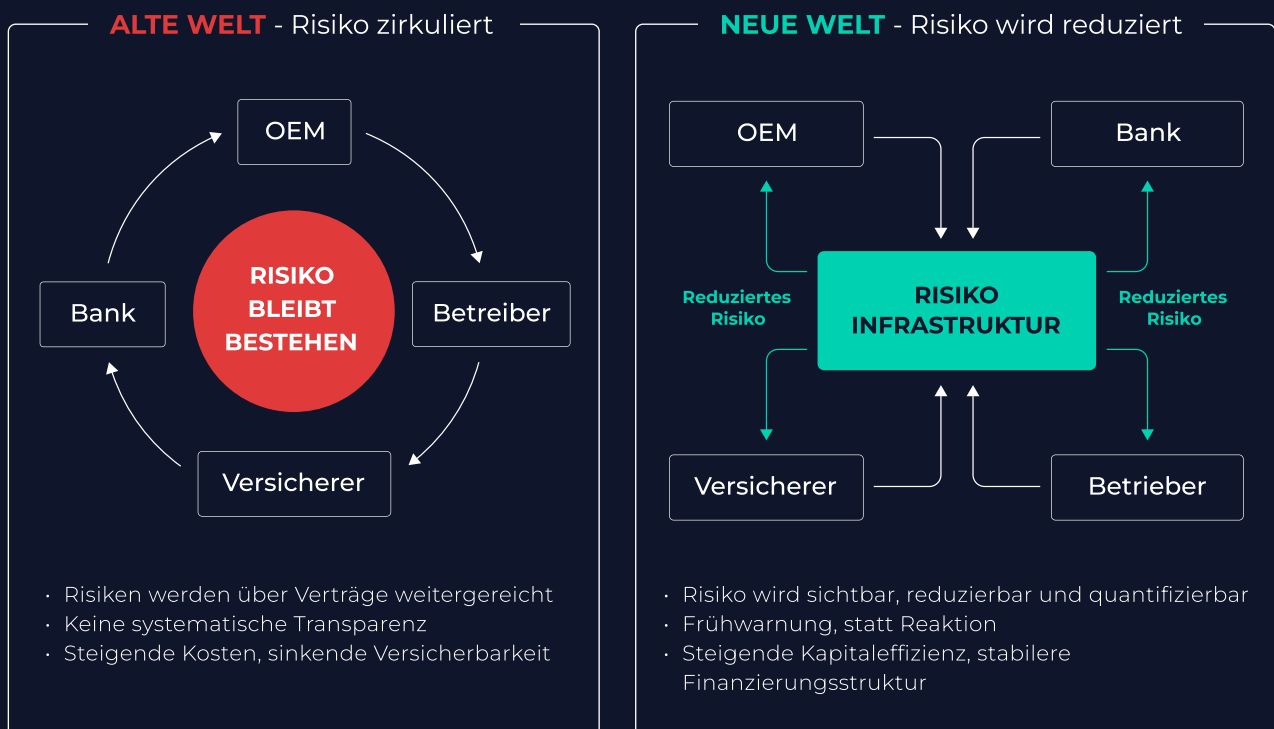 ALTE WELT - Risiko zirkuliert
OEM
Bank
RISIKO
BLEIBT
BESTEHEN
Betreiber
Versicherer
· Risiken werden über Verträge weitergereicht
· Keine systematische Transparenz
· Steigende Kosten, sinkende Versicherbarkeit
NEUE WELT - Risiko wird reduziert
OEM
Bank
Reduziertes
Risiko
RISIKO
INFRASTRUKTUR
Reduziertes
Risiko
Versicherer
Betrieber
· Risiko wird sichtbar, reduzierbar und quantifizierbar
· Frühwarnung, statt Reaktion
· Steigende Kapitaleffizienz, stabilere
Finanzierungsstruktur